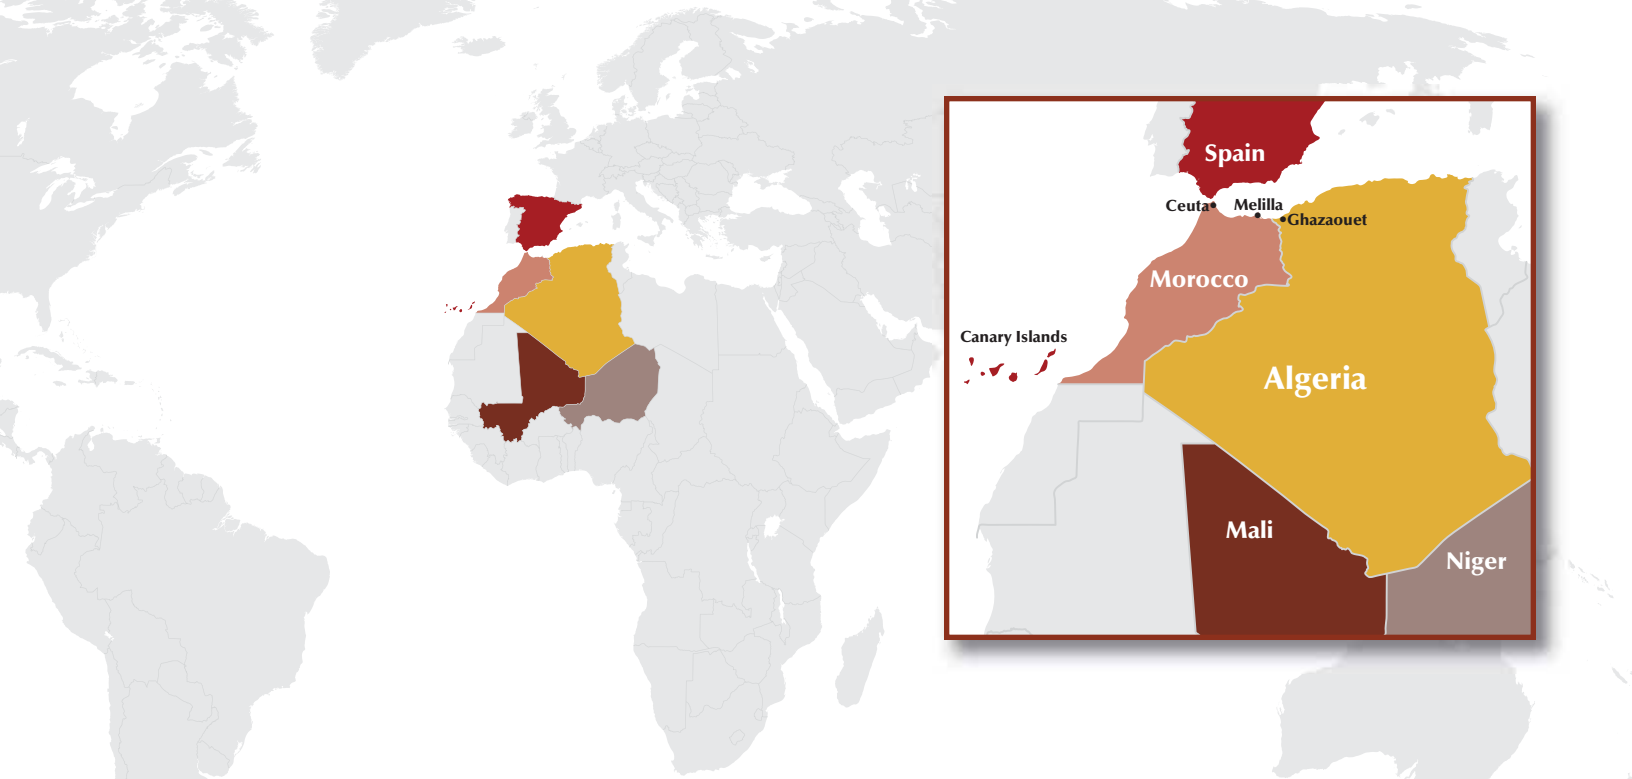 Spain
Ceuta
Melilla
Ghazaouet
Morocco
Canary Islands
Algeria
Mali
Niger